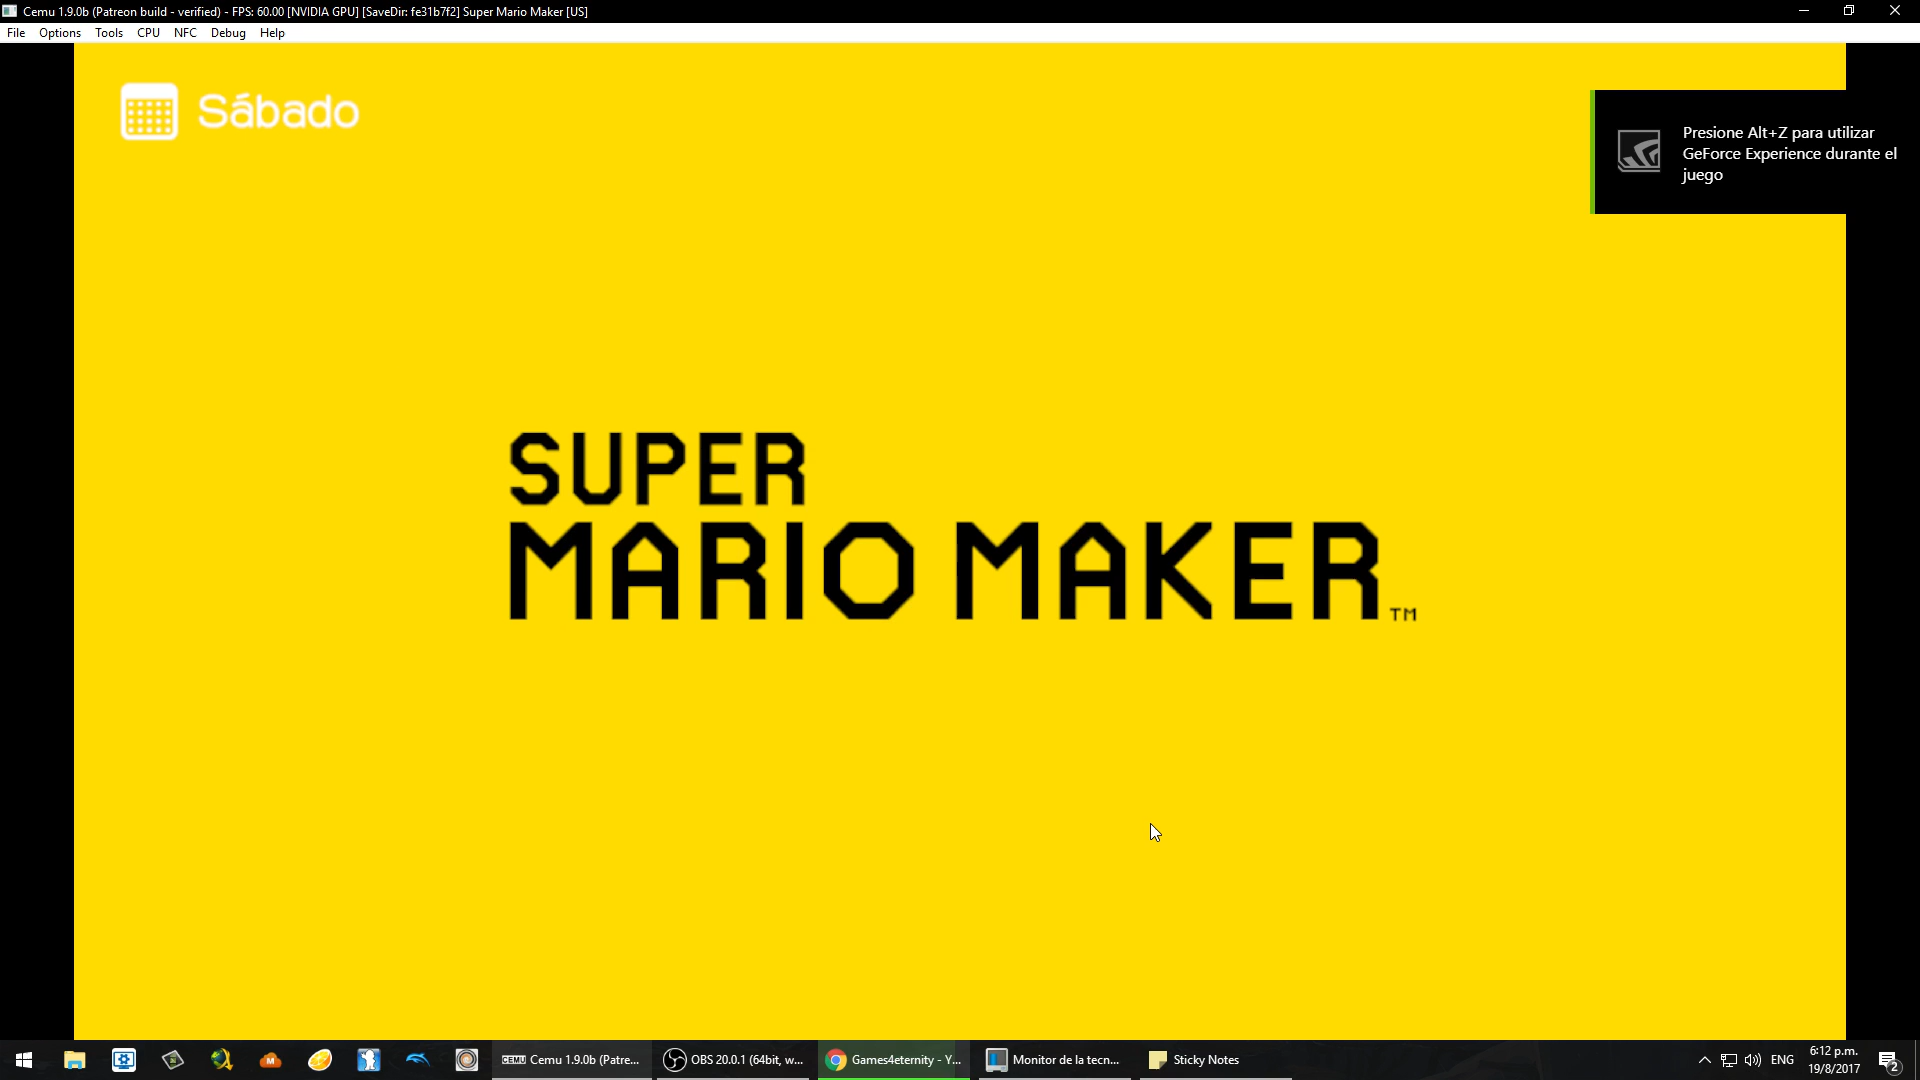 Cemu 1.9.0b (Patreon build - verified) - FPS: 60.00 [NVIDIA GPU] [SaveDir: fe31b7f2] Super Mario Maker [US]
File Options Tools CPU NFC Debug Help
Sábado
Presione Alt+Z para utilizar
GeForce Experience durante el
juego
SUPER
MARIO MAKER TM
CEMU Cemu 1.9.0b (Patre...
OBS 20.0.1 (64bit, w...
Games4eternity - Y...
Monitor de la tecn...
Sticky Notes
ENG
6:12 p.m.
19/8/2017
2